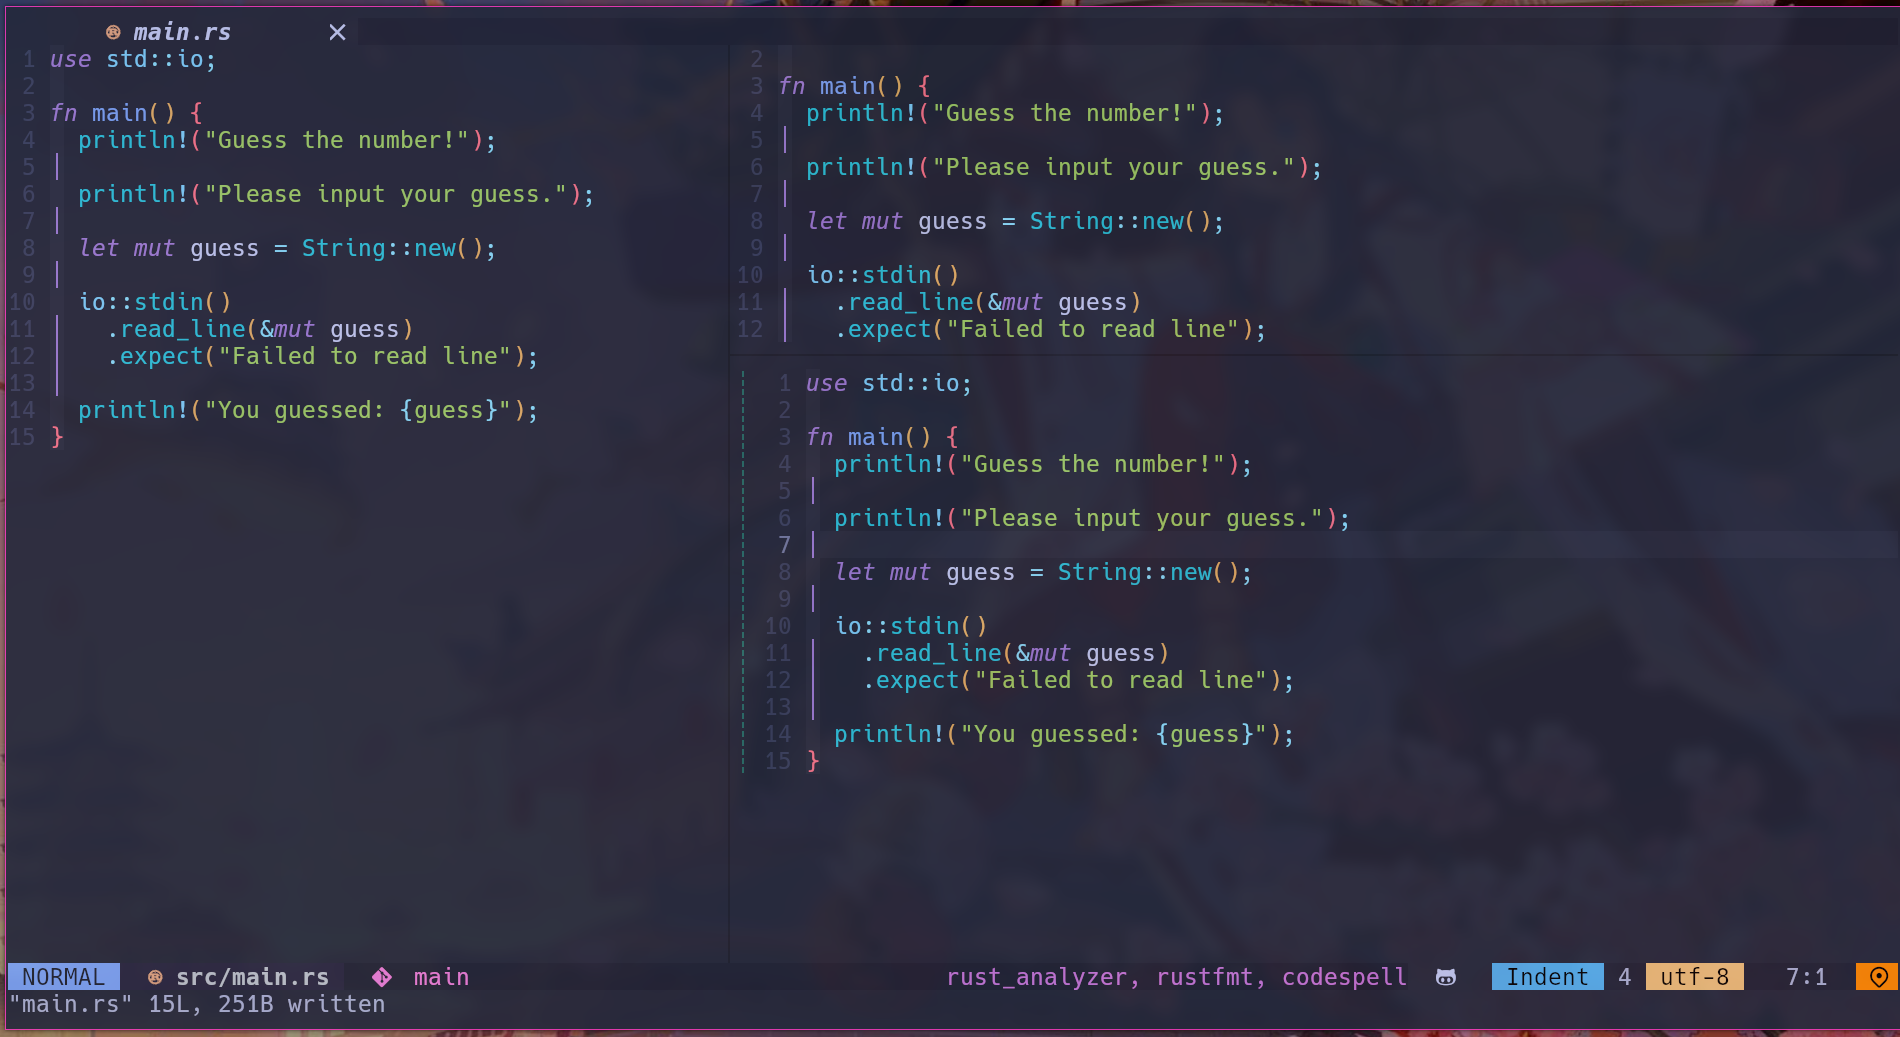 main.rs ✕
1 use std::io;
2
3 fn main() {
4   println!("Guess the number!");
5
6   println!("Please input your guess.");
7
8   let mut guess = String::new();
9
10   io::stdin()
11     .read_line(&mut guess)
12     .expect("Failed to read line");
13
14   println!("You guessed: {guess}");
15 }
2
3 fn main() {
4   println!("Guess the number!");
5
6   println!("Please input your guess.");
7
8   let mut guess = String::new();
9
10   io::stdin()
11     .read_line(&mut guess)
12     .expect("Failed to read line");
1 use std::io;
2
3 fn main() {
4   println!("Guess the number!");
5
6   println!("Please input your guess.");
7
8   let mut guess = String::new();
9
10   io::stdin()
11     .read_line(&mut guess)
12     .expect("Failed to read line");
13
14   println!("You guessed: {guess}");
15 }
NORMAL src/main.rs main rust_analyzer, rustfmt, codespell Indent 4 utf-8 7:1
"main.rs" 15L, 251B written